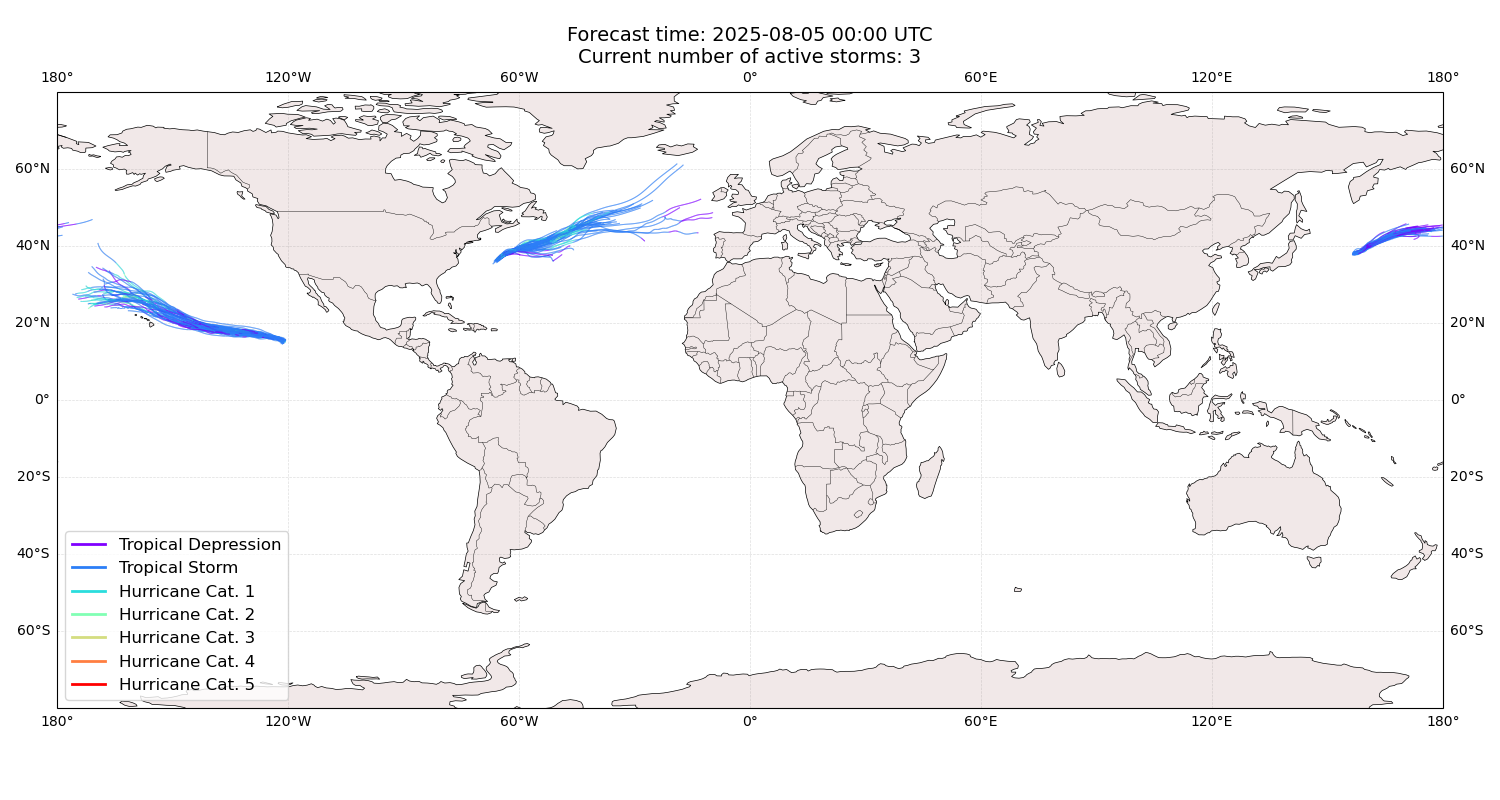 Forecast time: 2025-08-05 00:00 UTC
Current number of active storms: 3
180° 120°W 60°W 0° 60°E 120°E 180°
60°N 60°N
40°N 40°N
20°N 20°N
0° 0°
20°S 20°S
40°S 40°S
60°S 60°S
Tropical Depression
Tropical Storm
Hurricane Cat. 1
Hurricane Cat. 2
Hurricane Cat. 3
Hurricane Cat. 4
Hurricane Cat. 5
180° 120°W 60°W 0° 60°E 120°E 180°